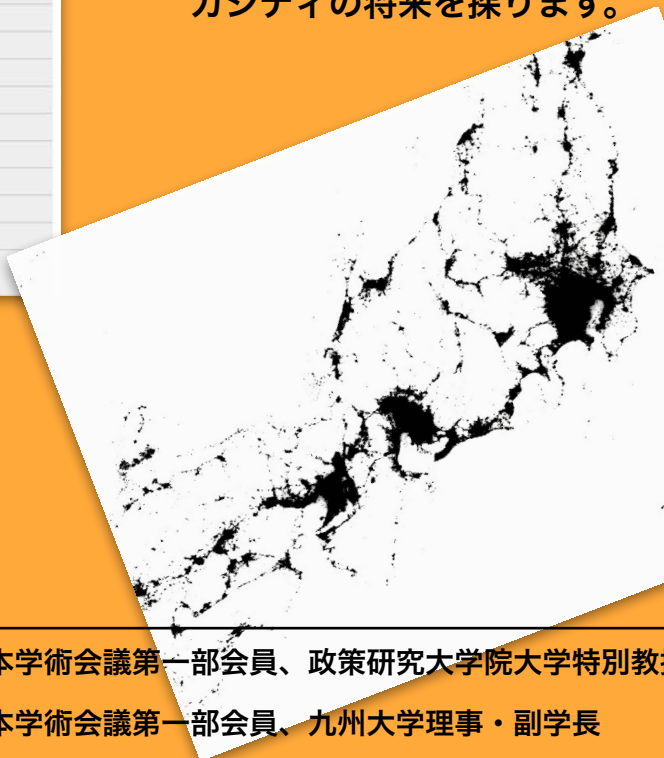 ガシティの将来を探ります。
本学術会議第一部会員、政策研究大学院大学特別教授
本学術会議第一部会員、九州大学理事・副学長